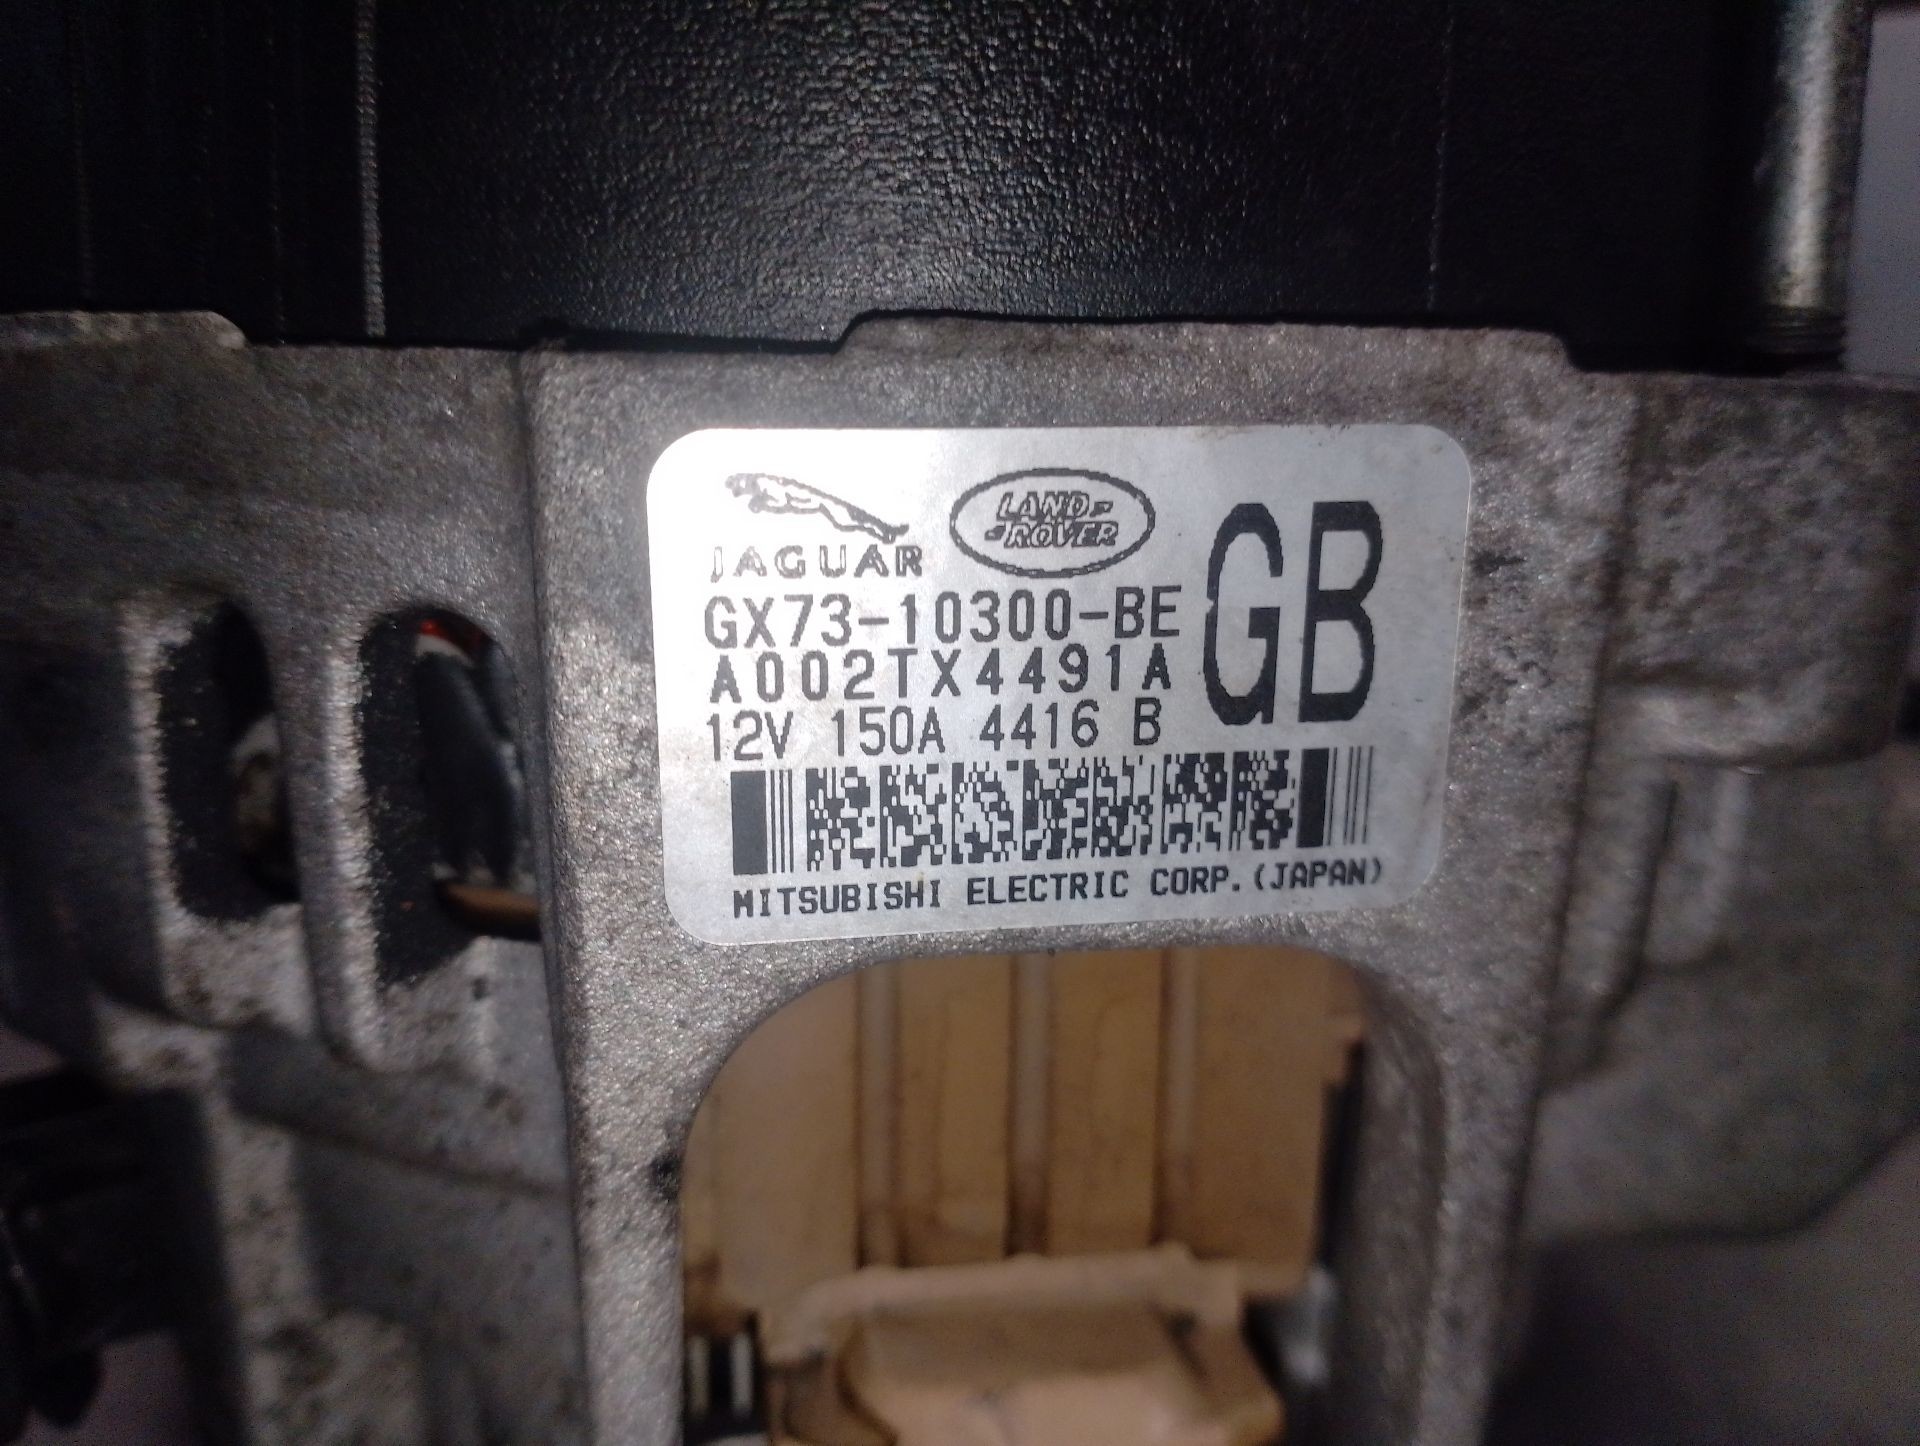 JAGUAR
LAND-
-ROVER
GB
GX73-10300-BE
A002TX4491A
12V 150A 4416 B
MITSUBISHI ELECTRIC CORP.(JAPAN)